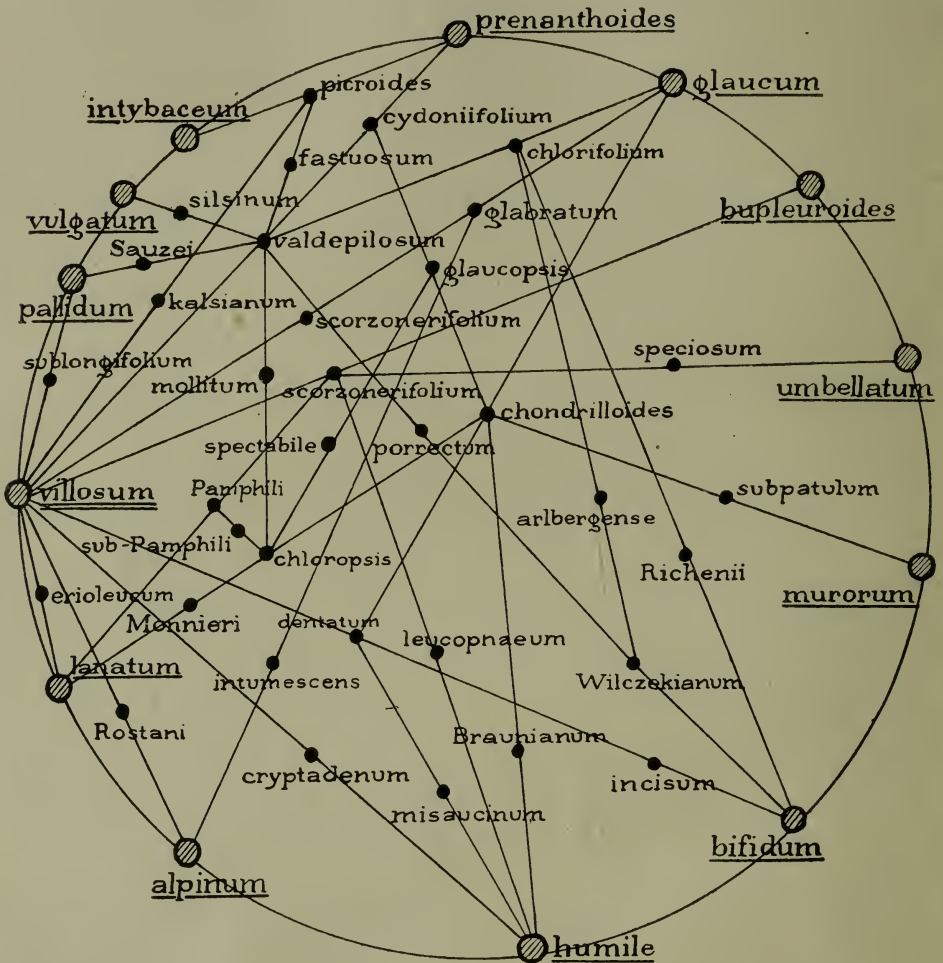 prenanthoides
glaucum
picroides
intybaceum
cydoniifolium
chlorifolium
fastuosum
silsinum
glabratum
bupleuroides
vulgatum
valdepilosum
Sauzei
glaucopsis
pallidum
kalsianum
scorzonerifolium
sublongifolium
speciosum
mollitum
scorzonerifolium
umbellatum
chondrilloides
spectabile
porrectum
villosum
Pamphili
subpatulum
arlbergense
sub-Pamphili
chloropsis
Richenii
erioleucum
murorum
Monnieri
dentatum
leucopnaeum
lanatum
intumescens
Wilczekianum
Rostani
Braunianum
cryptadenum
incisum
misaucinum
bifidum
alpinum
humile